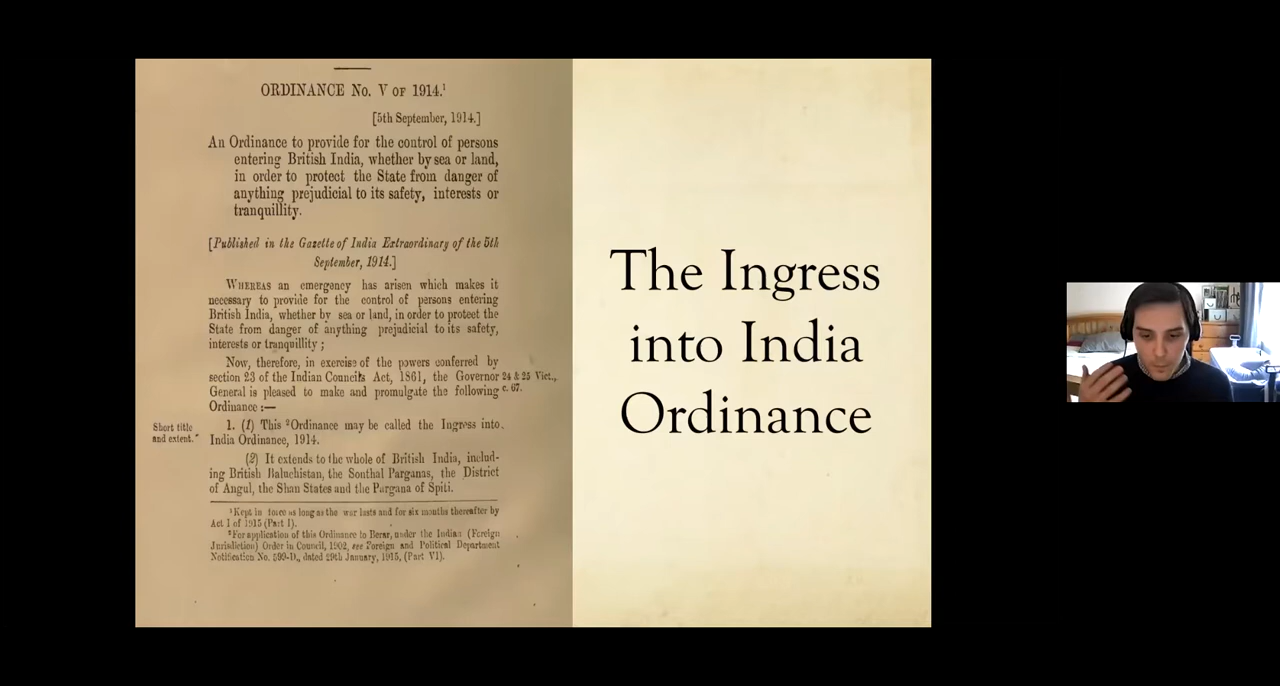 ORDINANCE No. V OF 1914.¹
[5th September, 1914.]
An Ordinance to provide for the control of persons
entering British India, whether by sea or land,
in order to protect the State from danger of
anything prejudicial to its safety, interests or
tranquillity.
[Published in the Gazette of India Extraordinary of the 5th
September, 1914.]
WHEREAS an emergency has arisen which makes it
necessary to provide for the control of persons entering
British India, whether by sea or land, in order to protect the
State from danger of anything prejudicial to its safety,
interests or tranquillity ;
Now, therefore, in exercise of the powers conferred by
section 23 of the Indian Councils Act, 1861, the Governor
General is pleased to make and promulgate the following
Ordinance :—
24 & 25 Vict.,
c. 67.
Short title
and extent.
1. (1) This ²Ordinance may be called the Ingress into
India Ordinance, 1914.
(2) It extends to the whole of British India, includ-
ing British Baluchistan, the Sonthal Parganas, the District
of Angul, the Shan States and the Pargana of Spiti.
¹Kept in force as long as the war lasts and for six months thereafter by
Act I of 1915 (Part I).
²For application of this Ordinance to Berar, under the Indian (Foreign
Jurisdiction) Order in Council, 1902, see Foreign and Political Department
Notification No. 599-D., dated 29th January, 1915, (Part VI).
The Ingress
into India
Ordinance